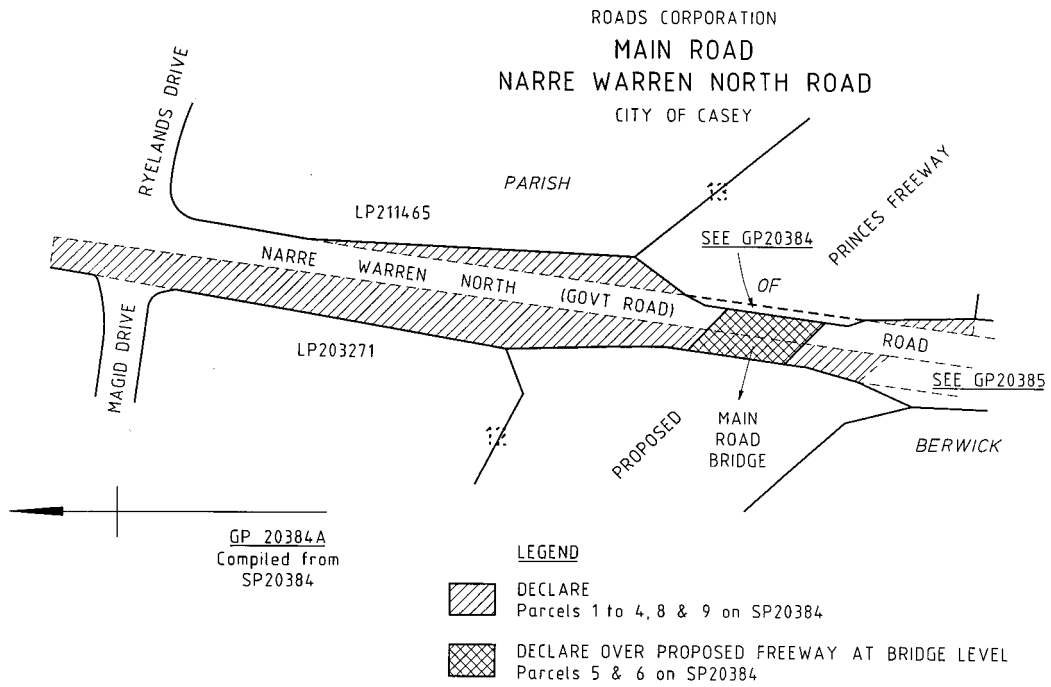 ROADS CORPORATION
MAIN ROAD
NARRE WARREN NORTH ROAD
CITY OF CASEY
RYELANDS DRIVE
PARISH
LP211465
PRINCES FREEWAY
SEE GP20384
OF
NARRE WARREN NORTH (GOVT ROAD)
ROAD
MAGID DRIVE
LP203271
SEE GP20385
PROPOSED
MAIN
ROAD
BRIDGE
BERWICK
GP 20384A
Compiled from
SP20384
LEGEND
DECLARE
Parcels 1 to 4, 8 & 9 on SP20384
DECLARE OVER PROPOSED FREEWAY AT BRIDGE LEVEL
Parcels 5 & 6 on SP20384